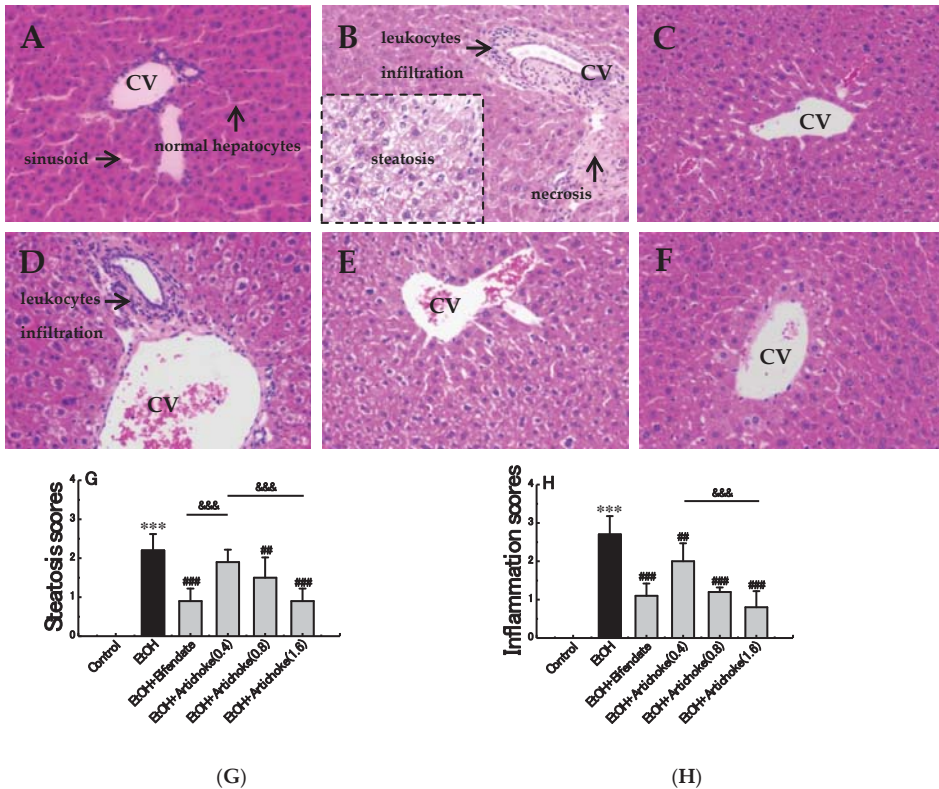 A
CV
normal hepatocytes
sinusoid
B
leukocytes
infiltration
CV
steatosis
necrosis
C
CV
D
leukocytes
infiltration
CV
E
CV
F
CV
G
Steatosis scores
4
3
2
1
0
&&&
&&&
***
###
##
###
Control
EtOH
EtOH+Bifendate
EtOH+Artichoke(0.4)
EtOH+Artichoke(0.8)
EtOH+Artichoke(1.6)
(G)
H
Inflammation scores
4
3
2
1
0
&&&
***
###
##
###
###
Control
EtOH
EtOH+Bifendate
EtOH+Artichoke(0.4)
EtOH+Artichoke(0.8)
EtOH+Artichoke(1.6)
(H)